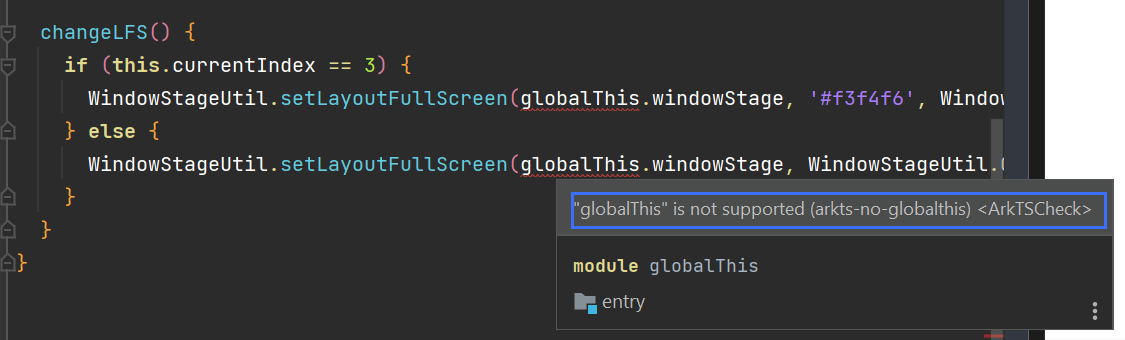 changeLFS() {
if (this.currentIndex == 3) {
WindowStageUtil.setLayoutFullScreen(globalThis.windowStage, '#f3f4f6', Window
} else {
WindowStageUtil.setLayoutFullScreen(globalThis.windowStage, WindowStageUtil.
}
}
}
"globalThis" is not supported (arkts-no-globalthis) <ArkTSCheck>
module globalThis
entry